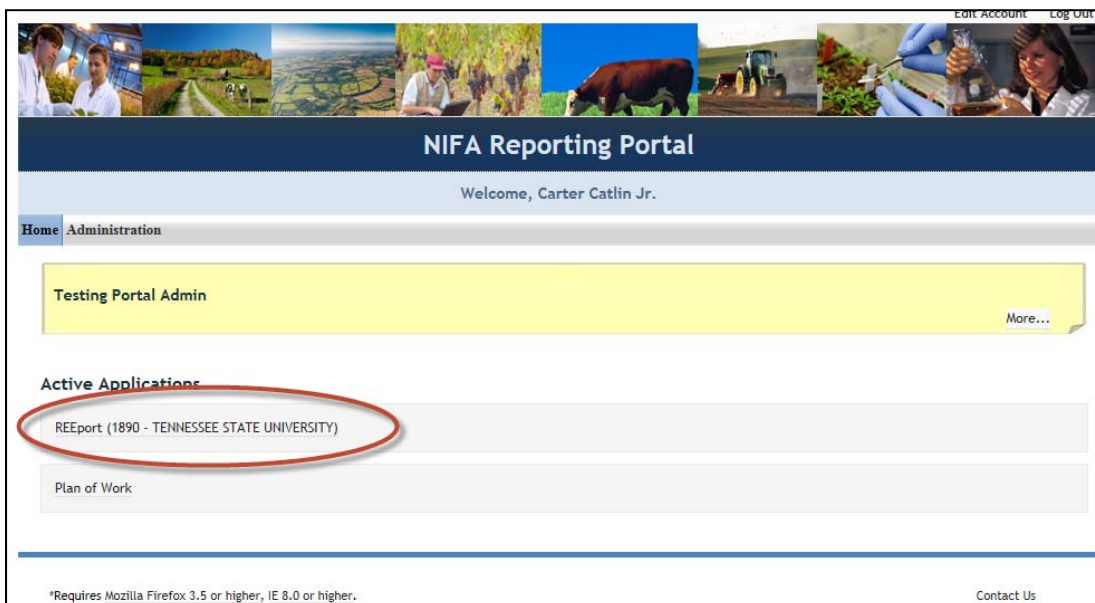 Edit Account Log Out
NIFA Reporting Portal
Welcome, Carter Catlin Jr.
Home Administration
Testing Portal Admin
More...
Active Applications
REEport (1890 - TENNESSEE STATE UNIVERSITY)
Plan of Work
*Requires Mozilla Firefox 3.5 or higher, IE 8.0 or higher.
Contact Us